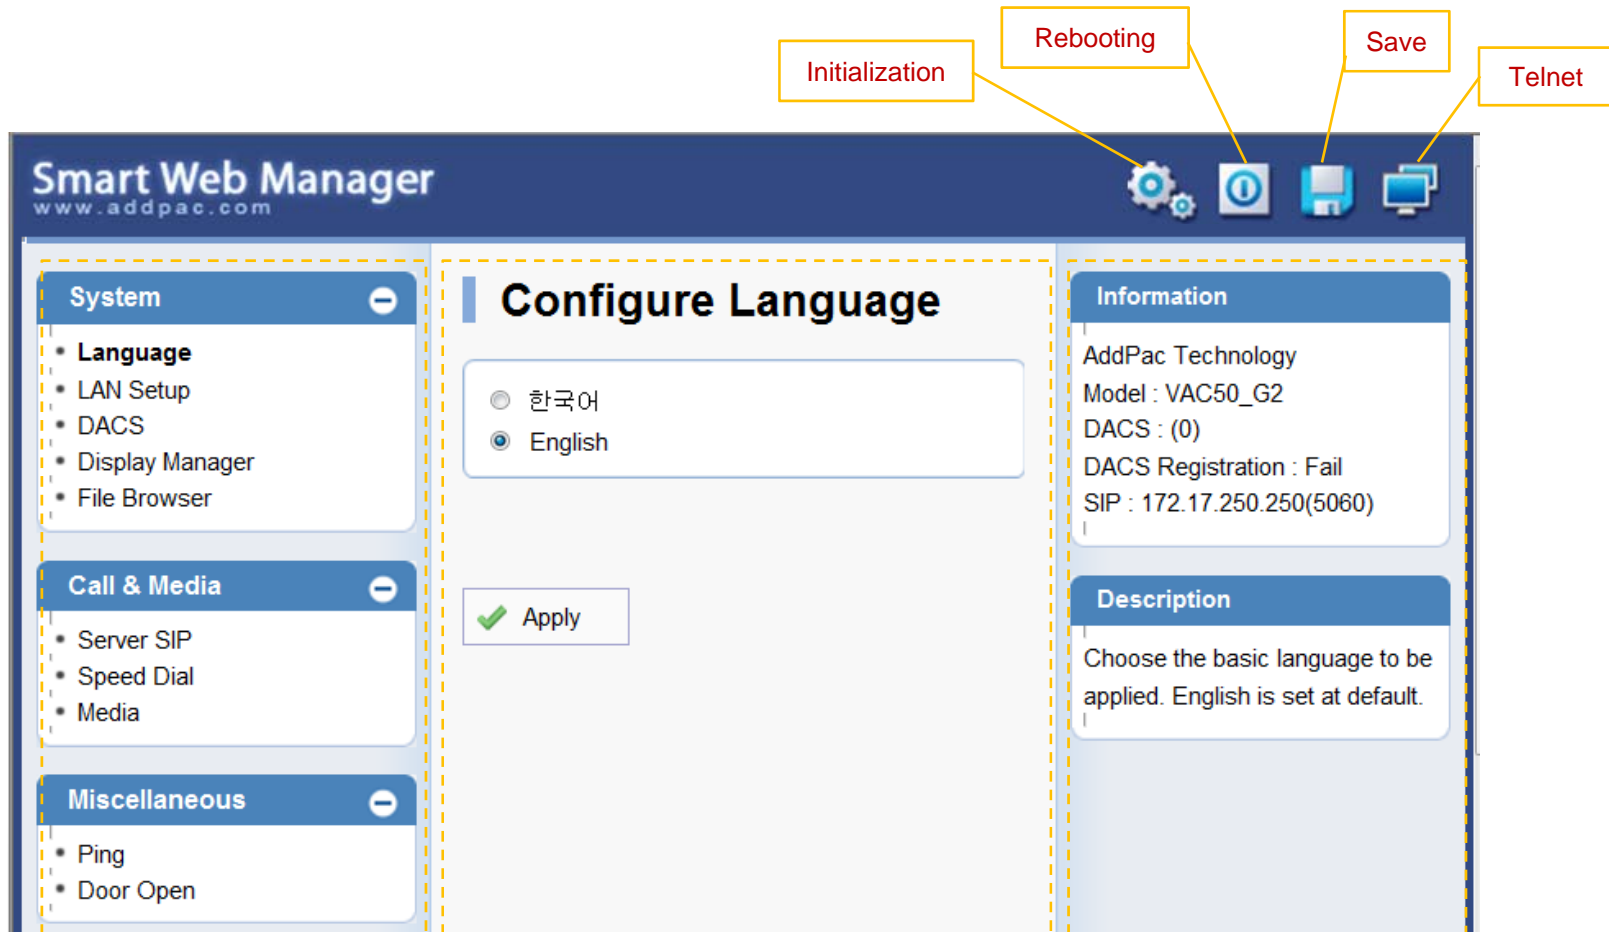 Initialization
Rebooting
Save
Telnet
Smart Web Manager
www.addpac.com
System
Language
LAN Setup
DACS
Display Manager
File Browser
Call & Media
Server SIP
Speed Dial
Media
Miscellaneous
Ping
Door Open
Configure Language
한국어
English
Apply
Information
AddPac Technology
Model : VAC50_G2
DACS : (0)
DACS Registration : Fail
SIP : 172.17.250.250(5060)
Description
Choose the basic language to be
applied. English is set at default.